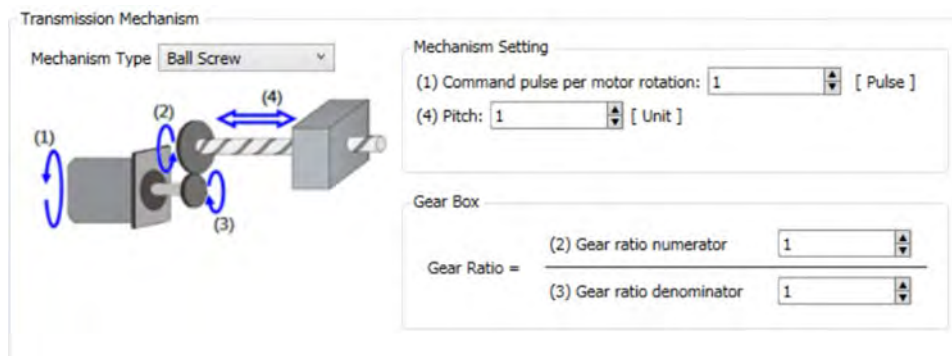 Transmission Mechanism
Mechanism Type Ball Screw
(1)
(2)
(3)
(4)
Mechanism Setting
(1) Command pulse per motor rotation: 1 [ Pulse ]
(4) Pitch: 1 [ Unit ]
Gear Box
Gear Ratio =
(2) Gear ratio numerator 1
(3) Gear ratio denominator 1